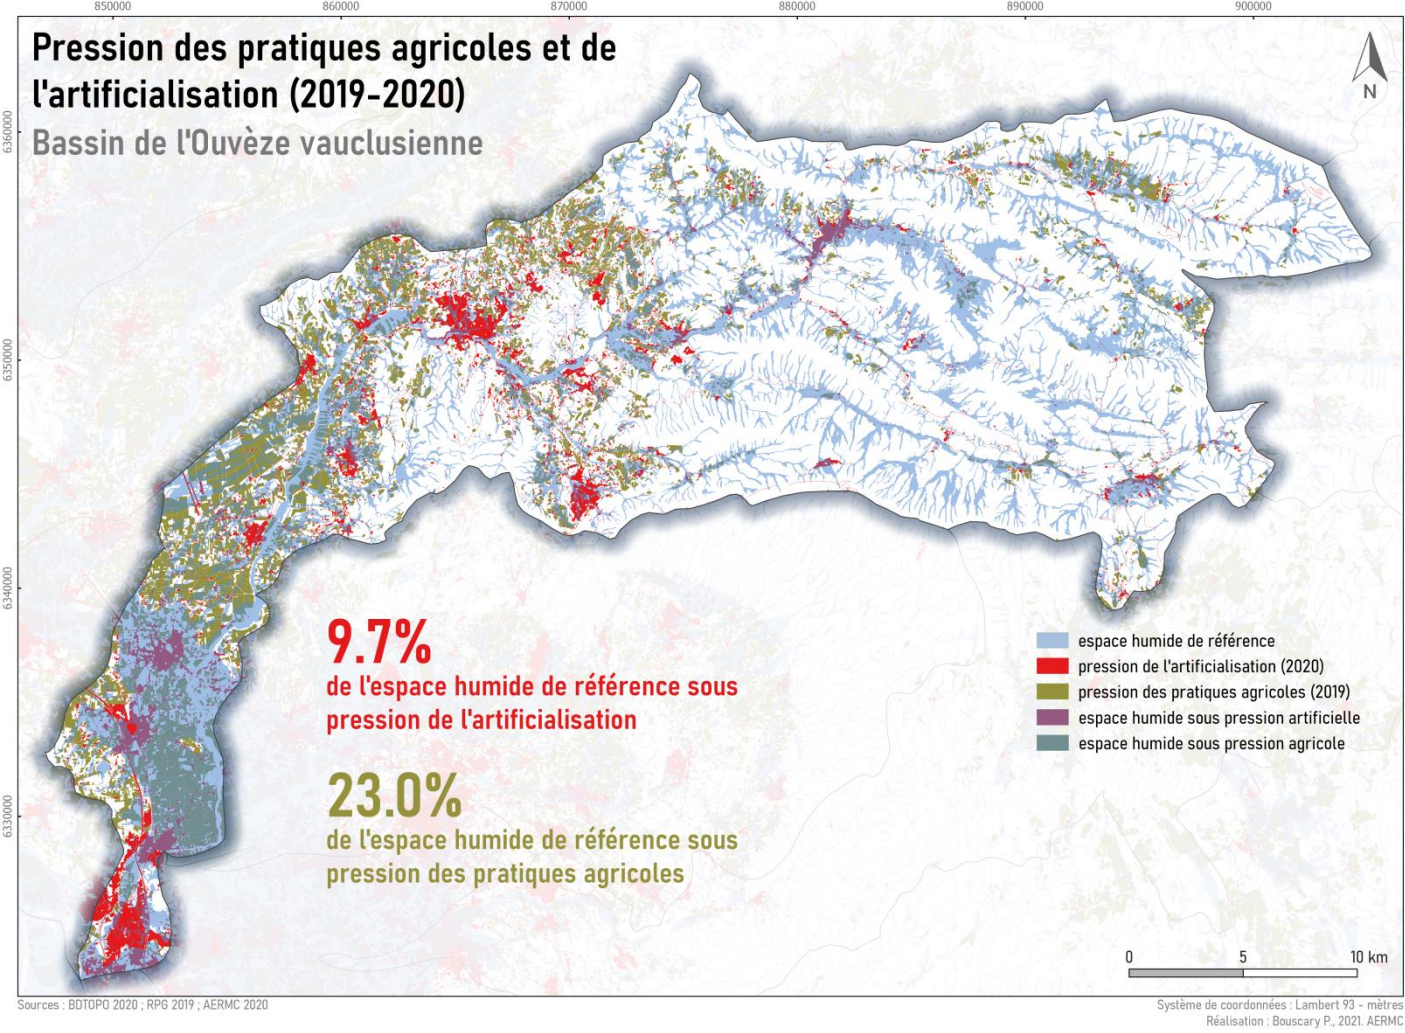 850000 860000 870000 880000 890000 900000
Pression des pratiques agricoles et de
l'artificialisation (2019-2020)
Bassin de l'Ouvèze vauclusienne
N
6360000
6350000
6340000
6330000
9.7%
de l'espace humide de référence sous
pression de l'artificialisation
23.0%
de l'espace humide de référence sous
pression des pratiques agricoles
espace humide de référence
pression de l'artificialisation (2020)
pression des pratiques agricoles (2019)
espace humide sous pression artificielle
espace humide sous pression agricole
0 5 10 km
Sources : BDTOPO 2020 ; RPG 2019 ; AERMC 2020
Système de coordonnées : Lambert 93 - mètres
Réalisation : Bouscary P., 2021. AERMC